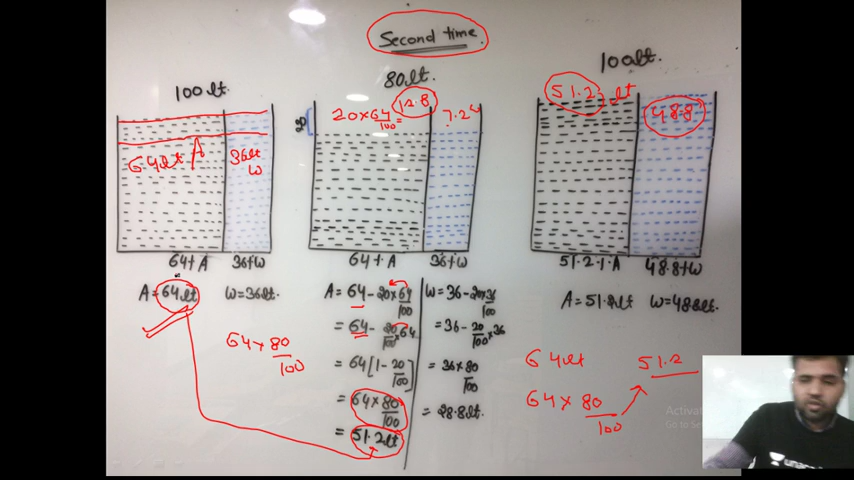 Second time.
100 lt.
64 lt A
36 lt
W
64% A
36% W
A = 64 lt
W = 36 lt.
64 × 80/100
80 lt.
20
20 × 64/100 =
12.8
7.2
64% A
36% W
A = 64 - 20 × 64/100
= 64 - 20/100 × 64
= 64 [1 - 20/100]
= 64 × 80/100
= 51.2 lt
W = 36 - 20 × 36/100
= 36 - 20/100 × 36
= 36 × 80/100
= 28.8 lt.
100 lt.
51.2 lt
48.8
51.2% A
48.8% W
A = 51.2 lt
W = 48.8 lt.
64 lt
51.2
64 × 80/100